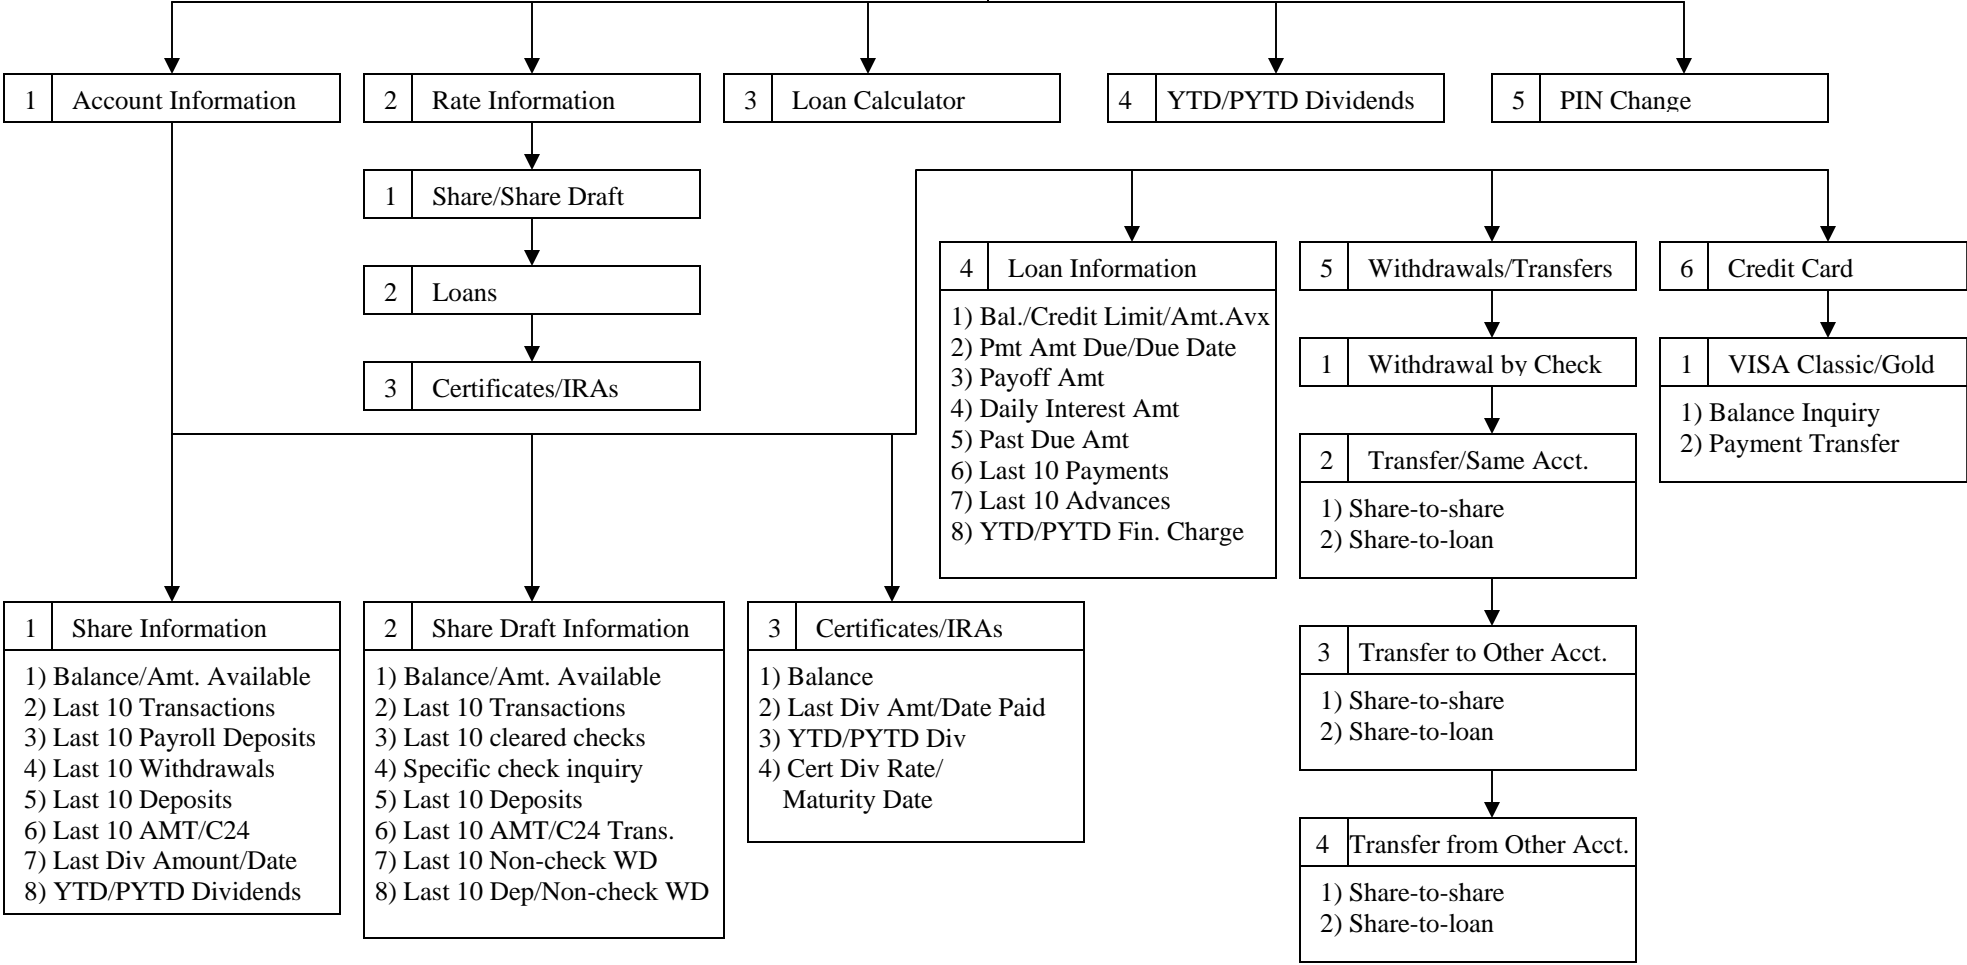 1 Account Information
2 Rate Information
3 Loan Calculator
4 YTD/PYTD Dividends
5 PIN Change
1 Share/Share Draft
2 Loans
3 Certificates/IRAs
4 Loan Information
1) Bal./Credit Limit/Amt.Avx
2) Pmt Amt Due/Due Date
3) Payoff Amt
4) Daily Interest Amt
5) Past Due Amt
6) Last 10 Payments
7) Last 10 Advances
8) YTD/PYTD Fin. Charge
5 Withdrawals/Transfers
1 Withdrawal by Check
2 Transfer/Same Acct.
1) Share-to-share
2) Share-to-loan
3 Transfer to Other Acct.
1) Share-to-share
2) Share-to-loan
4 Transfer from Other Acct.
1) Share-to-share
2) Share-to-loan
6 Credit Card
1 VISA Classic/Gold
1) Balance Inquiry
2) Payment Transfer
1 Share Information
1) Balance/Amt. Available
2) Last 10 Transactions
3) Last 10 Payroll Deposits
4) Last 10 Withdrawals
5) Last 10 Deposits
6) Last 10 AMT/C24
7) Last Div Amount/Date
8) YTD/PYTD Dividends
2 Share Draft Information
1) Balance/Amt. Available
2) Last 10 Transactions
3) Last 10 cleared checks
4) Specific check inquiry
5) Last 10 Deposits
6) Last 10 AMT/C24 Trans.
7) Last 10 Non-check WD
8) Last 10 Dep/Non-check WD
3 Certificates/IRAs
1) Balance
2) Last Div Amt/Date Paid
3) YTD/PYTD Div
4) Cert Div Rate/
Maturity Date